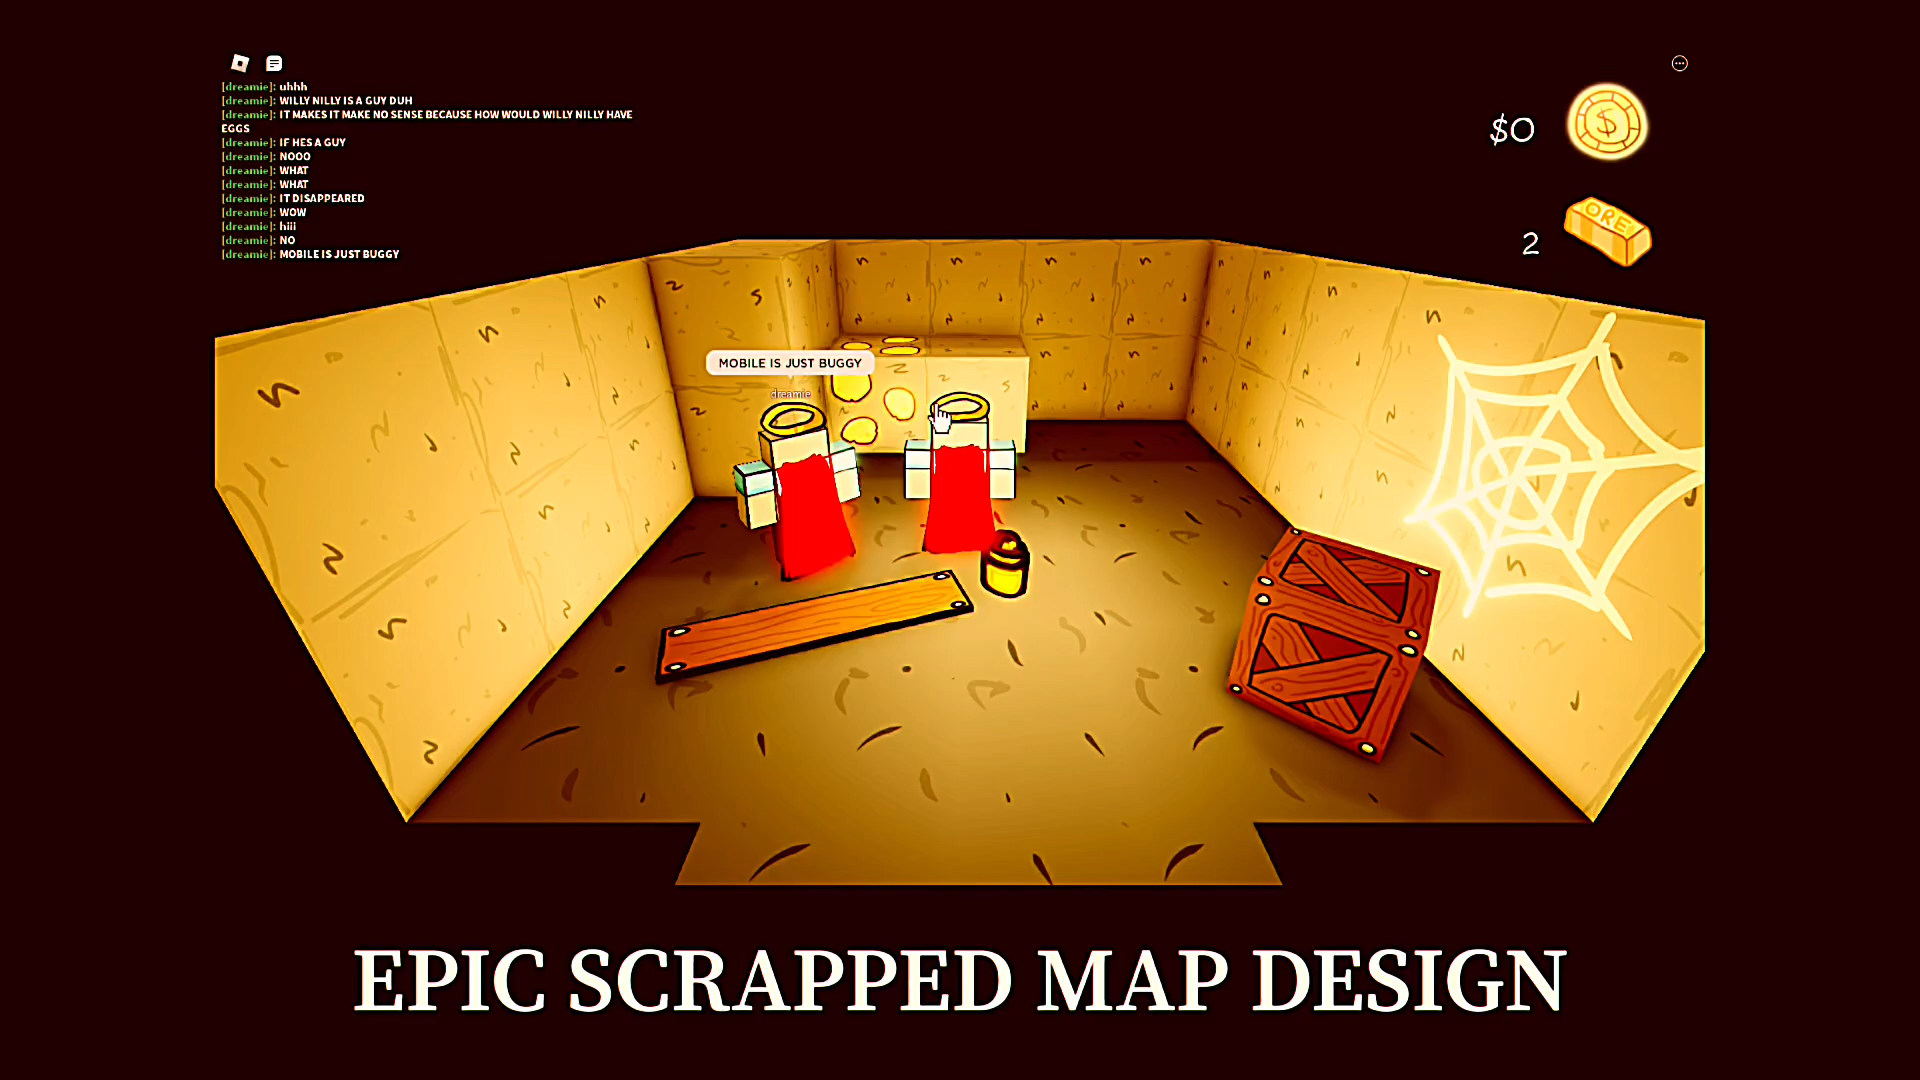 [dreamie]: uhhh
[dreamie]: WILLY NILLY IS A GUY DUH
[dreamie]: IT MAKES IT MAKE NO SENSE BECAUSE HOW WOULD WILLY NILLY HAVE
EGGS
[dreamie]: IF HES A GUY
[dreamie]: NOOO
[dreamie]: WHAT
[dreamie]: WHAT
[dreamie]: IT DISAPPEARED
[dreamie]: WOW
[dreamie]: hiii
[dreamie]: NO
[dreamie]: MOBILE IS JUST BUGGY
$0
$
ORE
2
MOBILE IS JUST BUGGY
dreamie
EPIC SCRAPPED MAP DESIGN